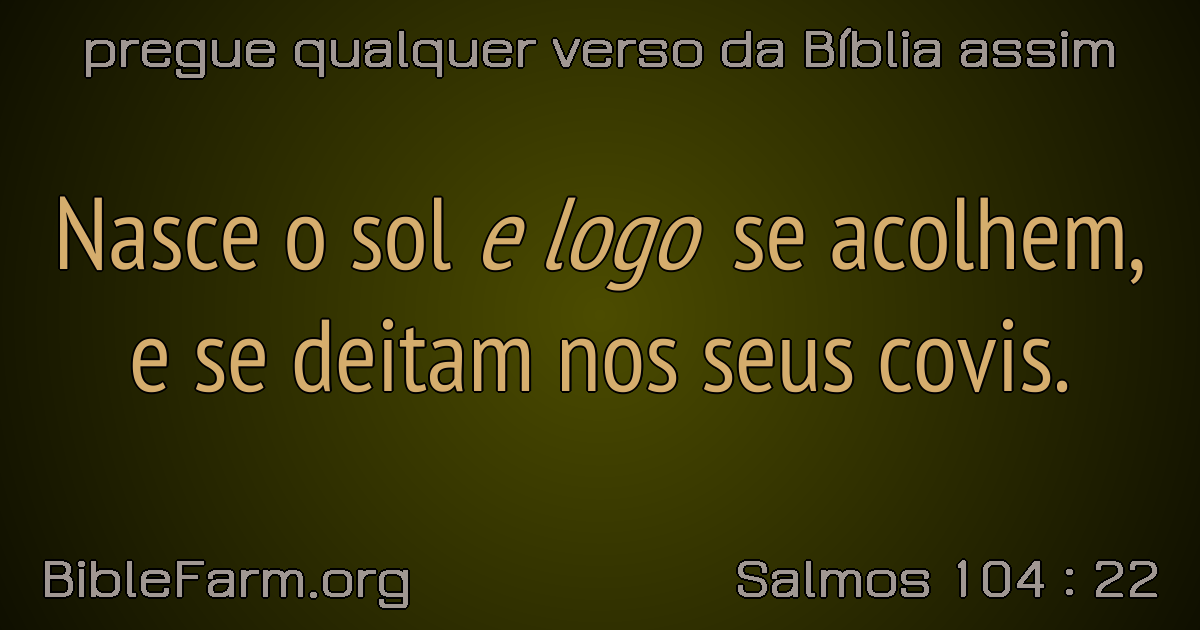 pregue qualquer verso da Bíblia assim
Nasce o sol e logo se acolhem,
e se deitam nos seus covis.
BibleFarm.org
Salmos 104 : 22